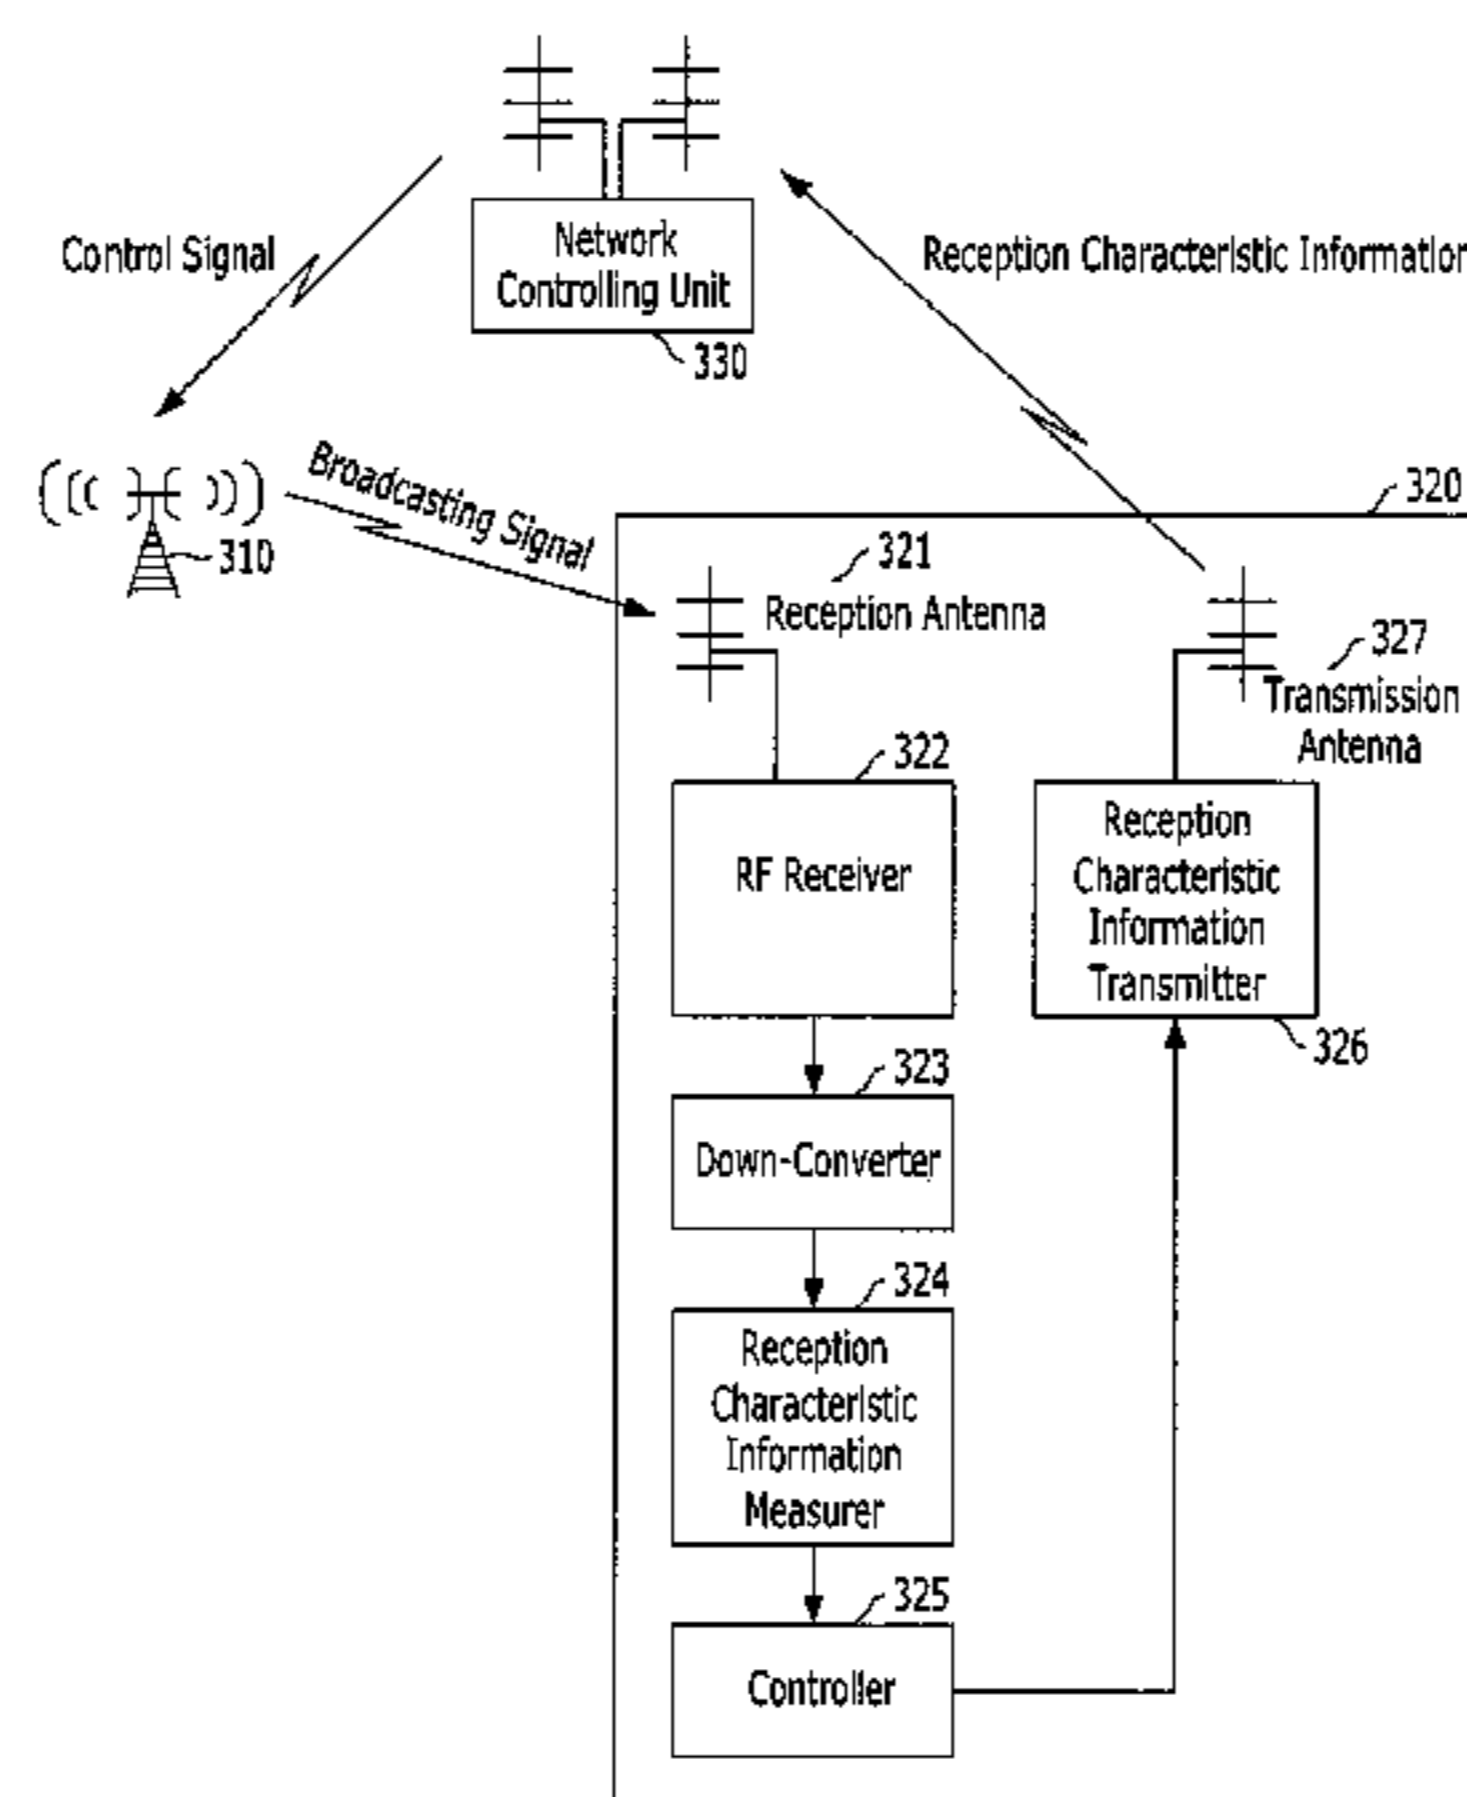 Network
Controlling Unit
330
Control Signal
Reception Characteristic Information
Broadcasting Signal
310
320
321
Reception Antenna
327
Transmission
Antenna
322
RF Receiver
Reception
Characteristic
Information
Transmitter
326
323
Down-Converter
324
Reception
Characteristic
Information
Measurer
325
Controller